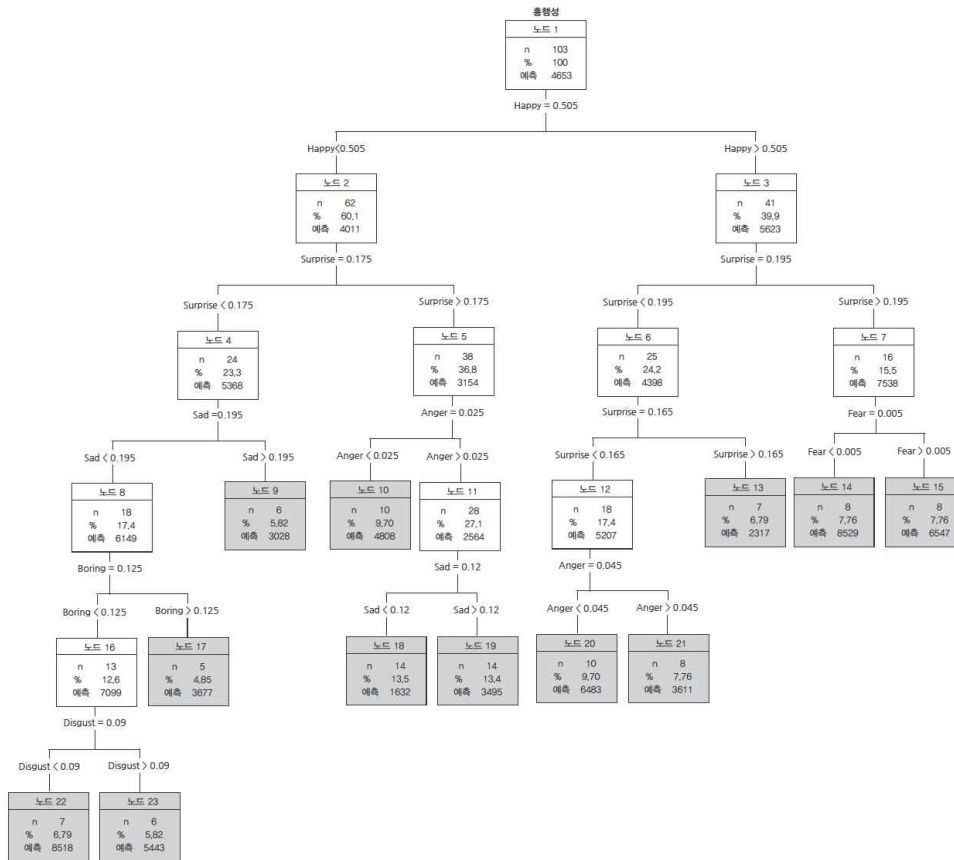 흥행성
노드 1
n 103
% 100
예측 4653
Happy = 0.505
Happy<0.505
Happy > 0.505
노드 2
n 62
% 60,1
예측 4011
Surprise = 0.175
노드 3
n 41
% 39,9
예측 5623
Surprise = 0.195
Surprise < 0.175
Surprise > 0.175
Surprise < 0.195
Surprise > 0.195
노드 4
n 24
% 23,3
예측 5368
Sad =0.195
노드 5
n 38
% 36,8
예측 3154
Anger = 0.025
노드 6
n 25
% 24,2
예측 4398
Surprise = 0.165
노드 7
n 16
% 15,5
예측 7538
Fear = 0.005
Sad < 0.195
Sad > 0.195
Anger < 0.025
Anger > 0.025
Surprise < 0.165
Surprise > 0.165
Fear < 0.005
Fear > 0.005
노드 8
n 18
% 17,4
예측 6149
Boring = 0.125
노드 9
n 6
% 5,82
예측 3028
노드 10
n 10
% 9,70
예측 4808
노드 11
n 28
% 27,1
예측 2564
Sad = 0.12
노드 12
n 18
% 17,4
예측 5207
Anger = 0.045
노드 13
n 7
% 6,79
예측 2317
노드 14
n 8
% 7,76
예측 8529
노드 15
n 8
% 7,76
예측 6547
Boring < 0.125
Boring > 0.125
Sad < 0.12
Sad > 0.12
Anger < 0.045
Anger > 0.045
노드 16
n 13
% 12,6
예측 7099
Disgust = 0.09
노드 17
n 5
% 4,85
예측 3677
노드 18
n 14
% 13,5
예측 1632
노드 19
n 14
% 13,4
예측 3495
노드 20
n 10
% 9,70
예측 6483
노드 21
n 8
% 7,76
예측 3611
Disgust < 0.09
Disgust > 0.09
노드 22
n 7
% 6,79
예측 8518
노드 23
n 6
% 5,82
예측 5443